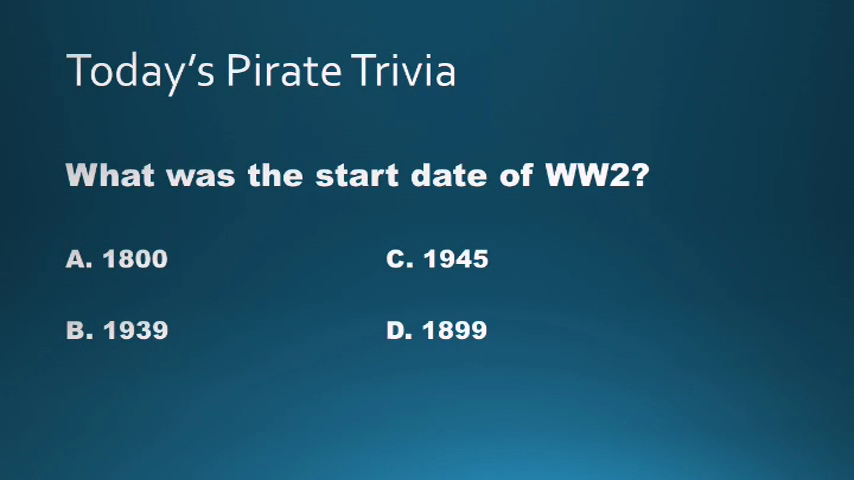 Today’s Pirate Trivia
What was the start date of WW2?
A. 1800
C. 1945
B. 1939
D. 1899